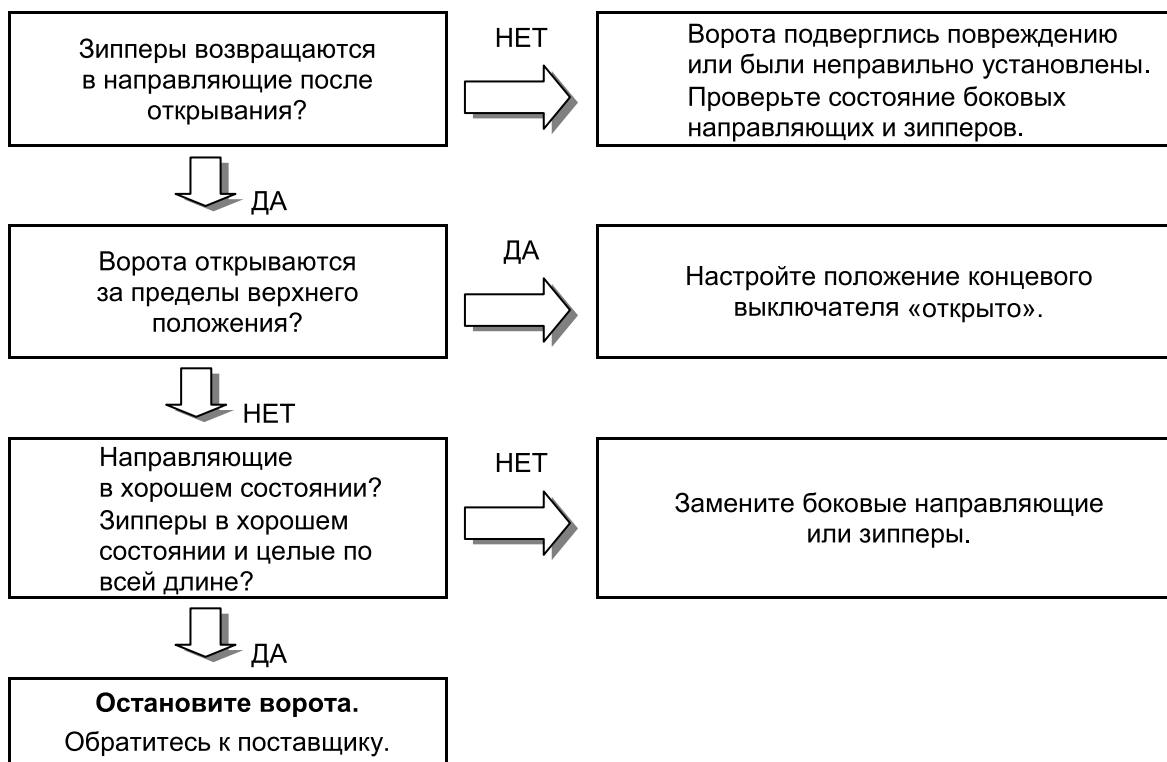 Зипперы возвращаются
в направляющие после
открывания?
НЕТ
Ворота подверглись повреждению
или были неправильно установлены.
Проверьте состояние боковых
направляющих и зипперов.
ДА
Ворота открываются
за пределы верхнего
положения?
ДА
Настройте положение концевого
выключателя «открыто».
НЕТ
Направляющие
в хорошем состоянии?
Зипперы в хорошем
состоянии и целые по
всей длине?
НЕТ
Замените боковые направляющие
или зипперы.
ДА
Остановите ворота.
Обратитесь к поставщику.